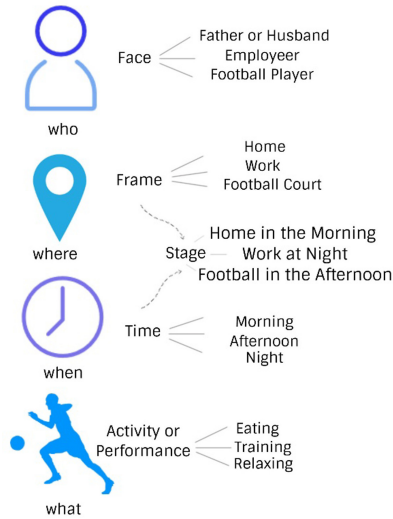 Face
Father or Husband
Employeer
Football Player
who
Frame
Home
Work
Football Court
where
Stage
Home in the Morning
Work at Night
Football in the Afternoon
Time
Morning
Afternoon
Night
when
Activity or
Performance
Eating
Training
Relaxing
what